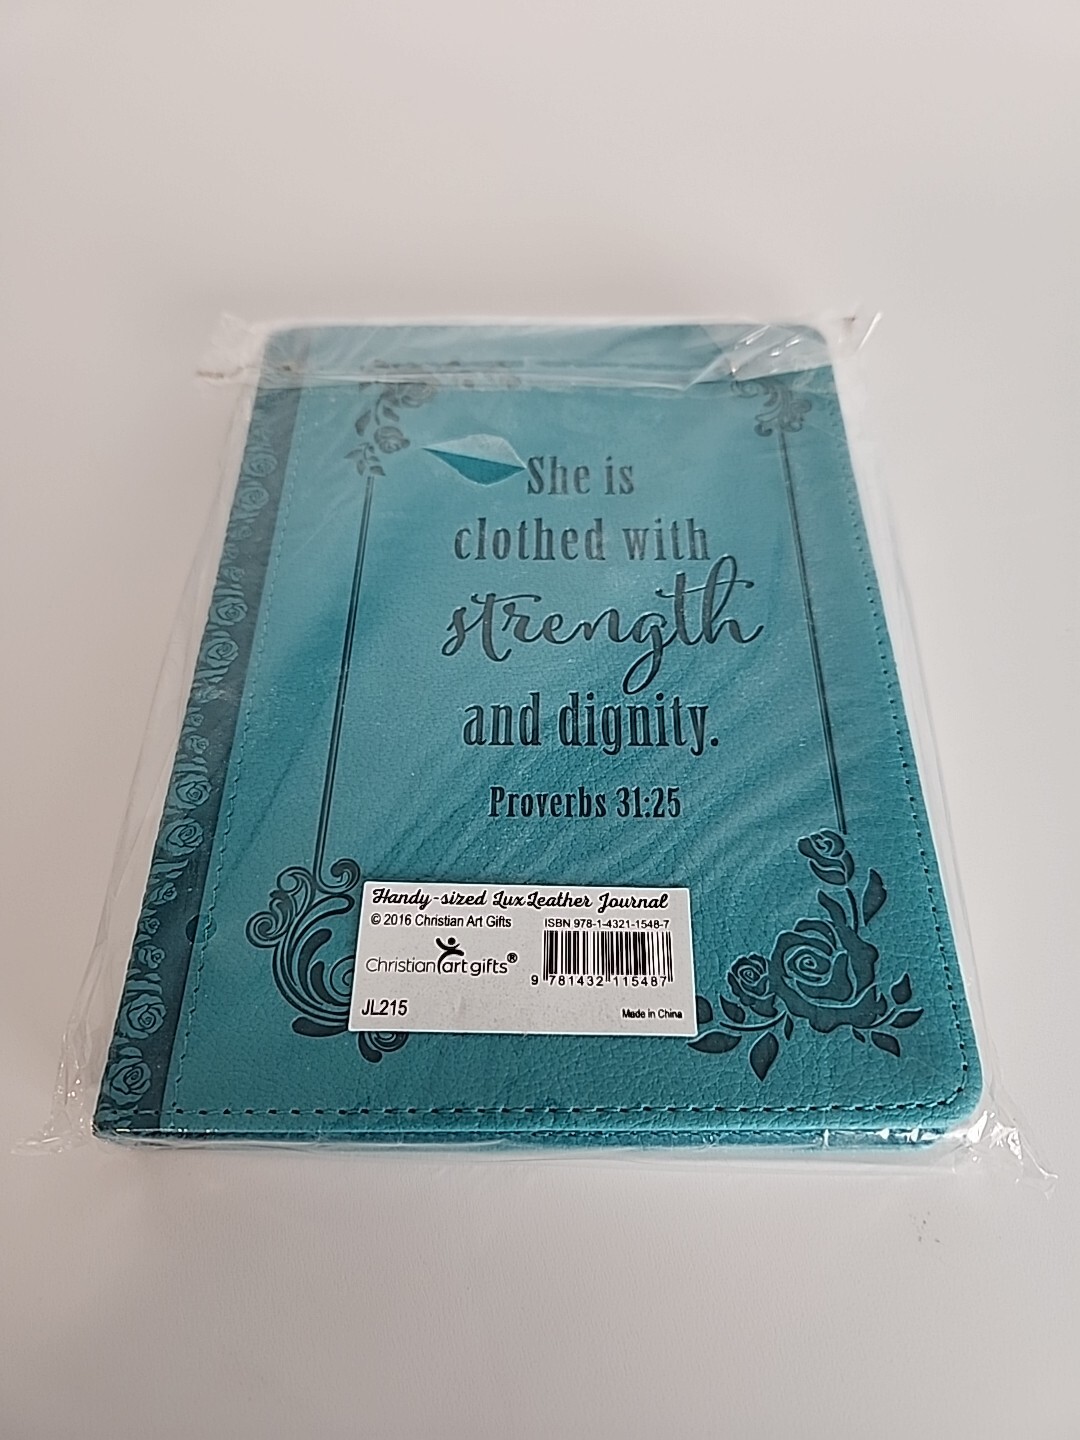 She is
clothed with
strength
and dignity.
Proverbs 31:25
Handy-sized LuxLeather Journal
© 2016 Christian Art Gifts
ISBN 978-1-4321-1548-7
Christian art gifts®
9 781432 115487
JL215
Made in China